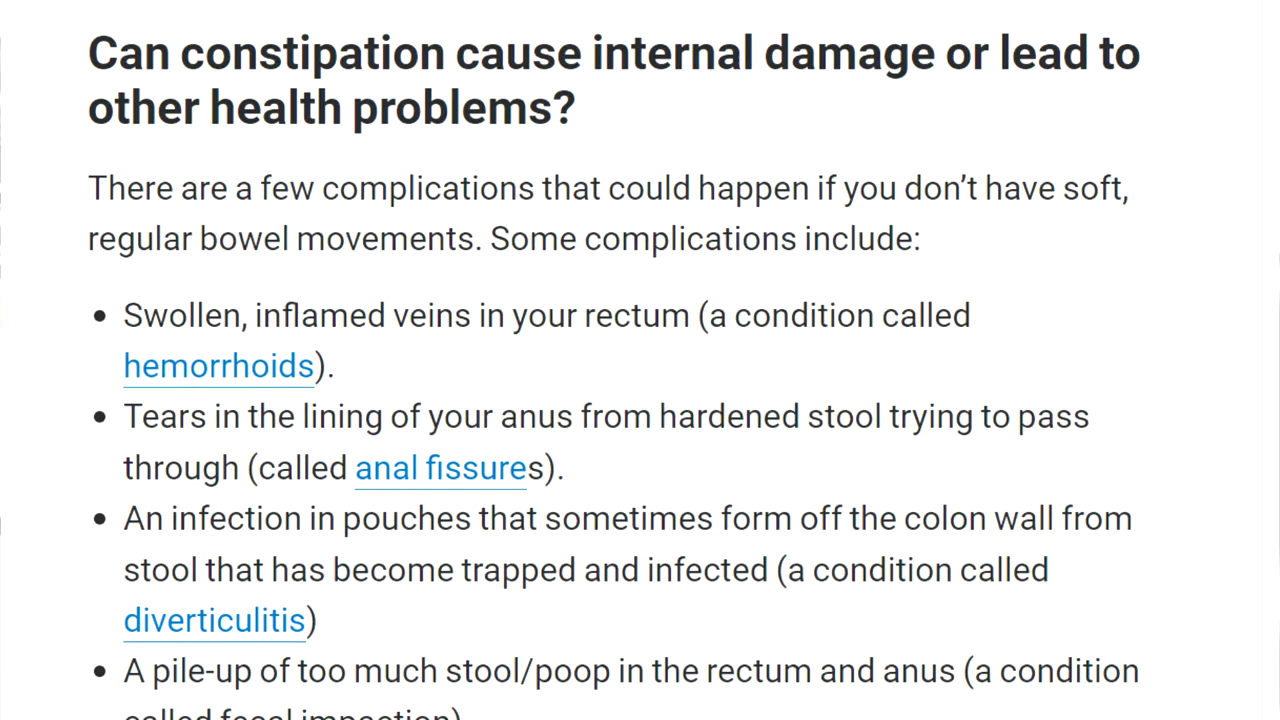 Can constipation cause internal damage or lead to
other health problems?
There are a few complications that could happen if you don’t have soft,
regular bowel movements. Some complications include:
• Swollen, inflamed veins in your rectum (a condition called
hemorrhoids).
• Tears in the lining of your anus from hardened stool trying to pass
through (called anal fissures).
• An infection in pouches that sometimes form off the colon wall from
stool that has become trapped and infected (a condition called
diverticulitis)
• A pile-up of too much stool/poop in the rectum and anus (a condition
called fecal impaction)